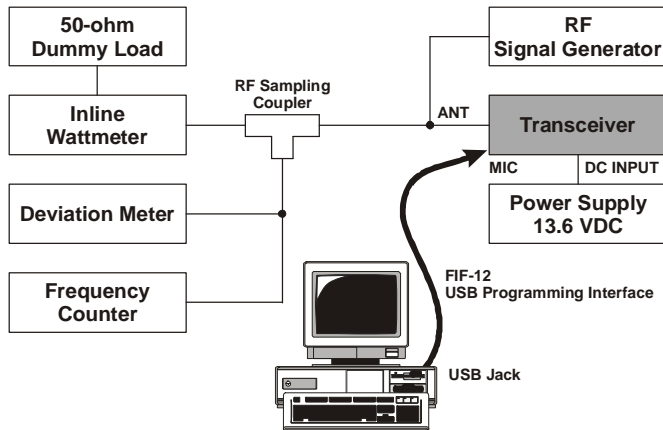 50-ohm
Dummy Load
RF
Signal Generator
RF Sampling
Coupler
Inline
Wattmeter
ANT
Transceiver
MIC
DC INPUT
Deviation Meter
Power Supply
13.6 VDC
Frequency
Counter
FIF-12
USB Programming Interface
USB Jack